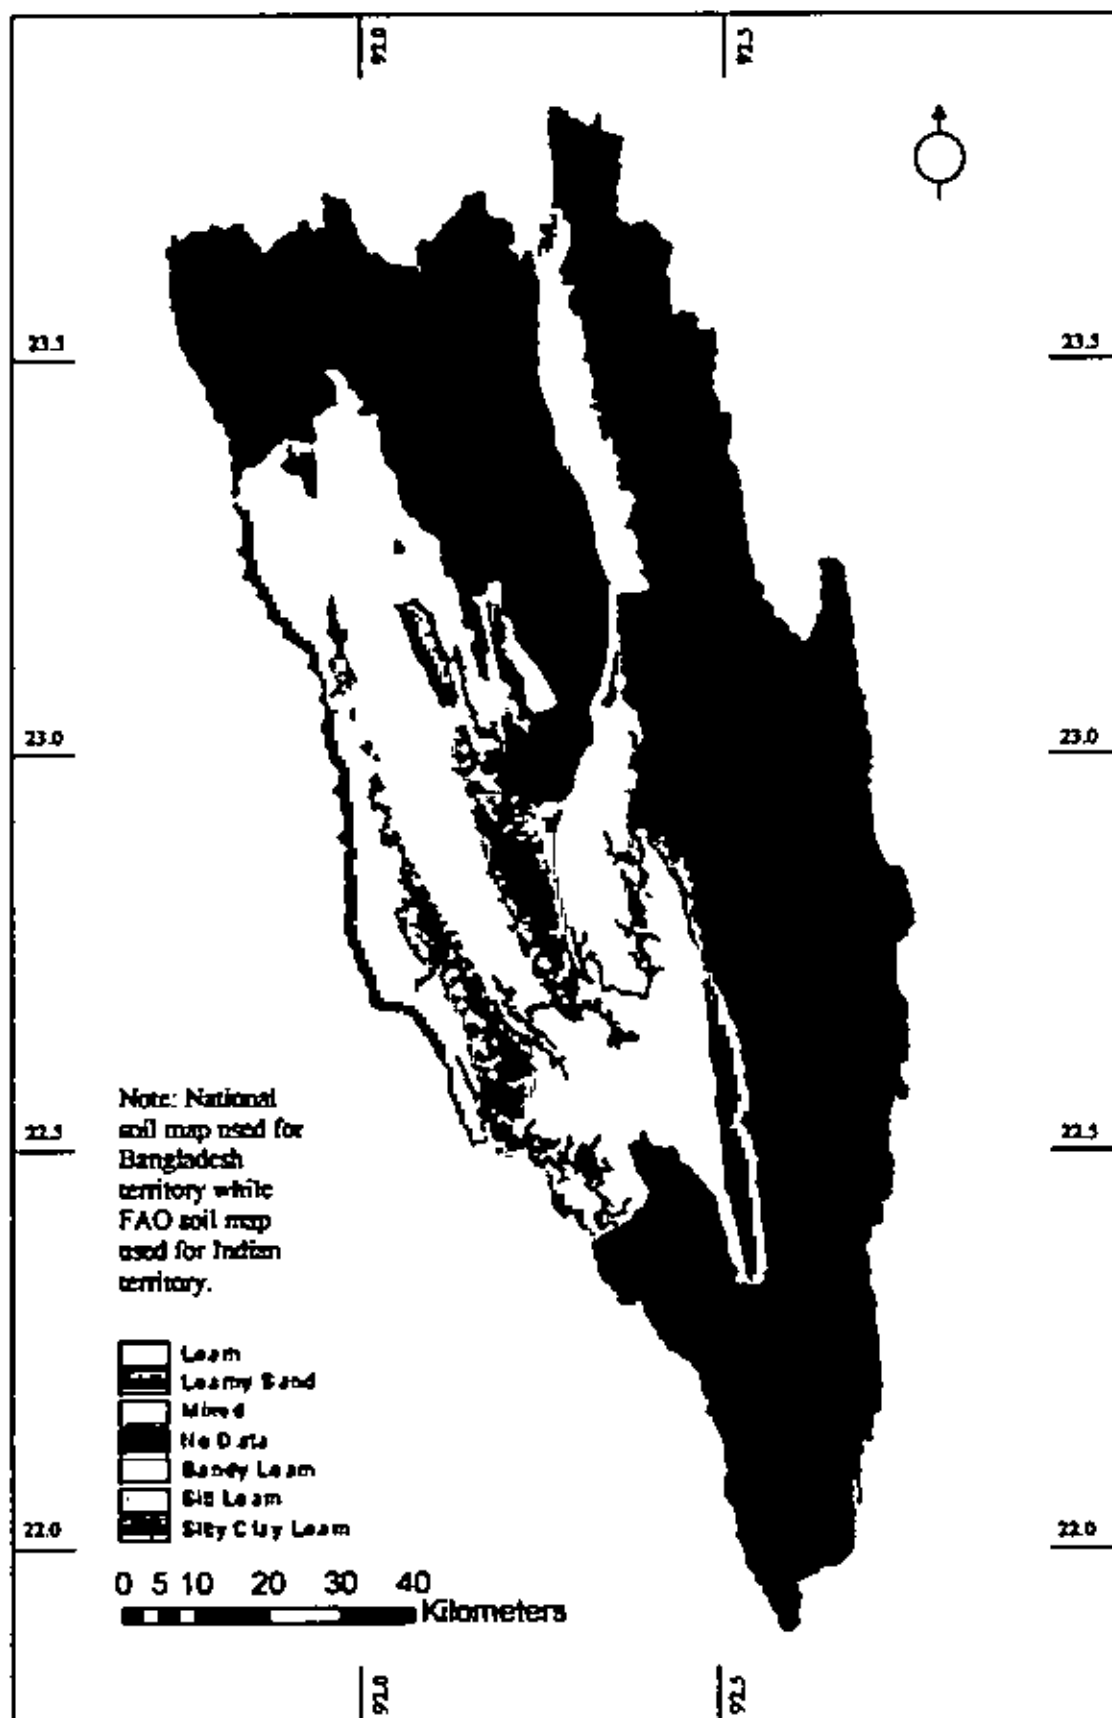 92.0 92.5
23.5 23.5
23.0 23.0
Note: National
soil map used for
Bangladesh
territory while
FAO soil map
used for Indian
territory.
22.5 22.5
Loam
Loamy Sand
Mixed
No Data
Sandy Loam
Silt Loam
Silty Clay Loam
22.0 22.0
0 5 10 20 30 40
Kilometers
92.0 92.5